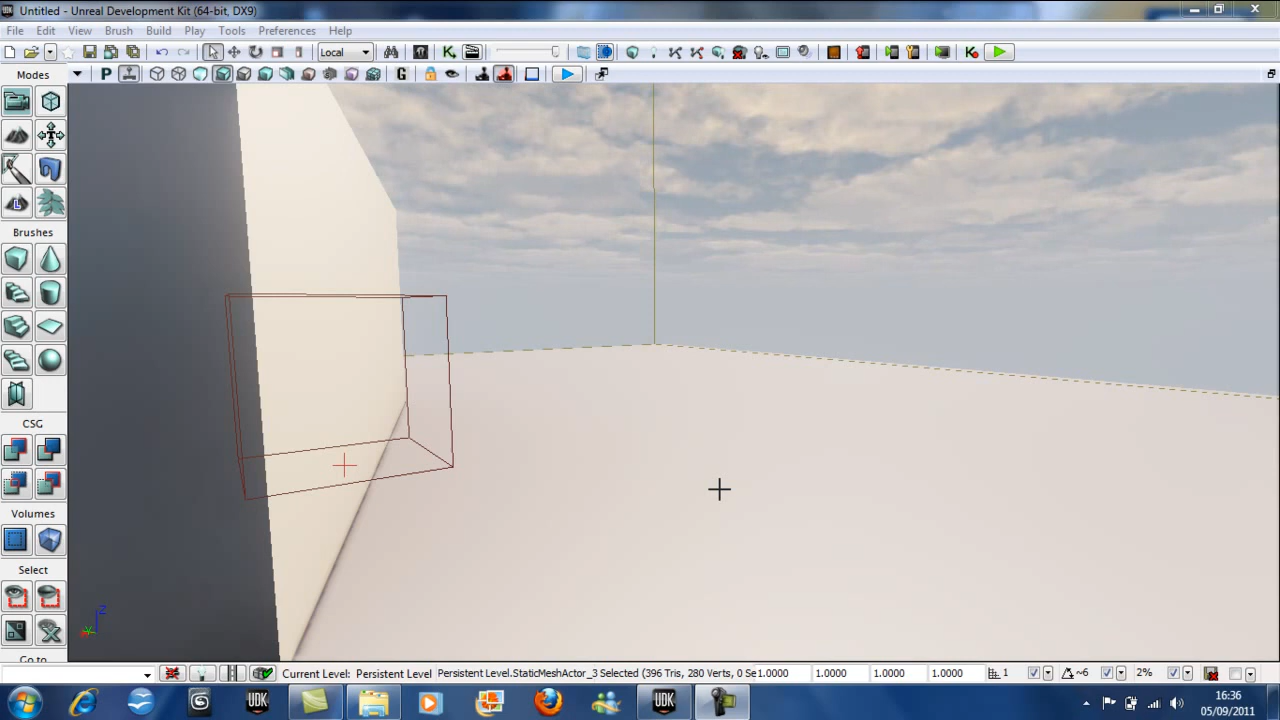 Untitled - Unreal Development Kit (64-bit, DX9)
File Edit View Brush Build Play Tools Preferences Help
Local
Modes
P
G
L
Brushes
CSG
Volumes
Select
Go to
Z
Current Level: Persistent Level Persistent Level.StaticMeshActor_3 Selected (396 Tris, 280 Verts, 0 Se 1.0000 1.0000 1.0000 1.0000 1 ~6 2%
UDK
UDK
16:36
05/09/2011